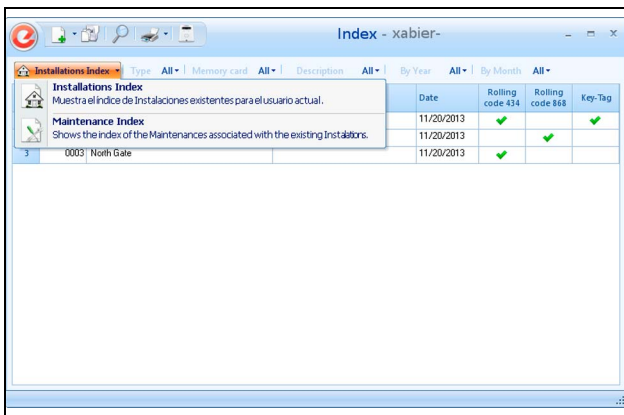 Index - xabier-
Installations Index Type All Memory card All Description All By Year All By Month All
Installations Index
Muestra el índice de Instalaciones existentes para el usuario actual.
Maintenance Index
Shows the index of the Maintenances associated with the existing Instalations.
Date Rolling code 434 Rolling code 868 Key-Tag
11/20/2013
11/20/2013
3 0003 North Gate 11/20/2013